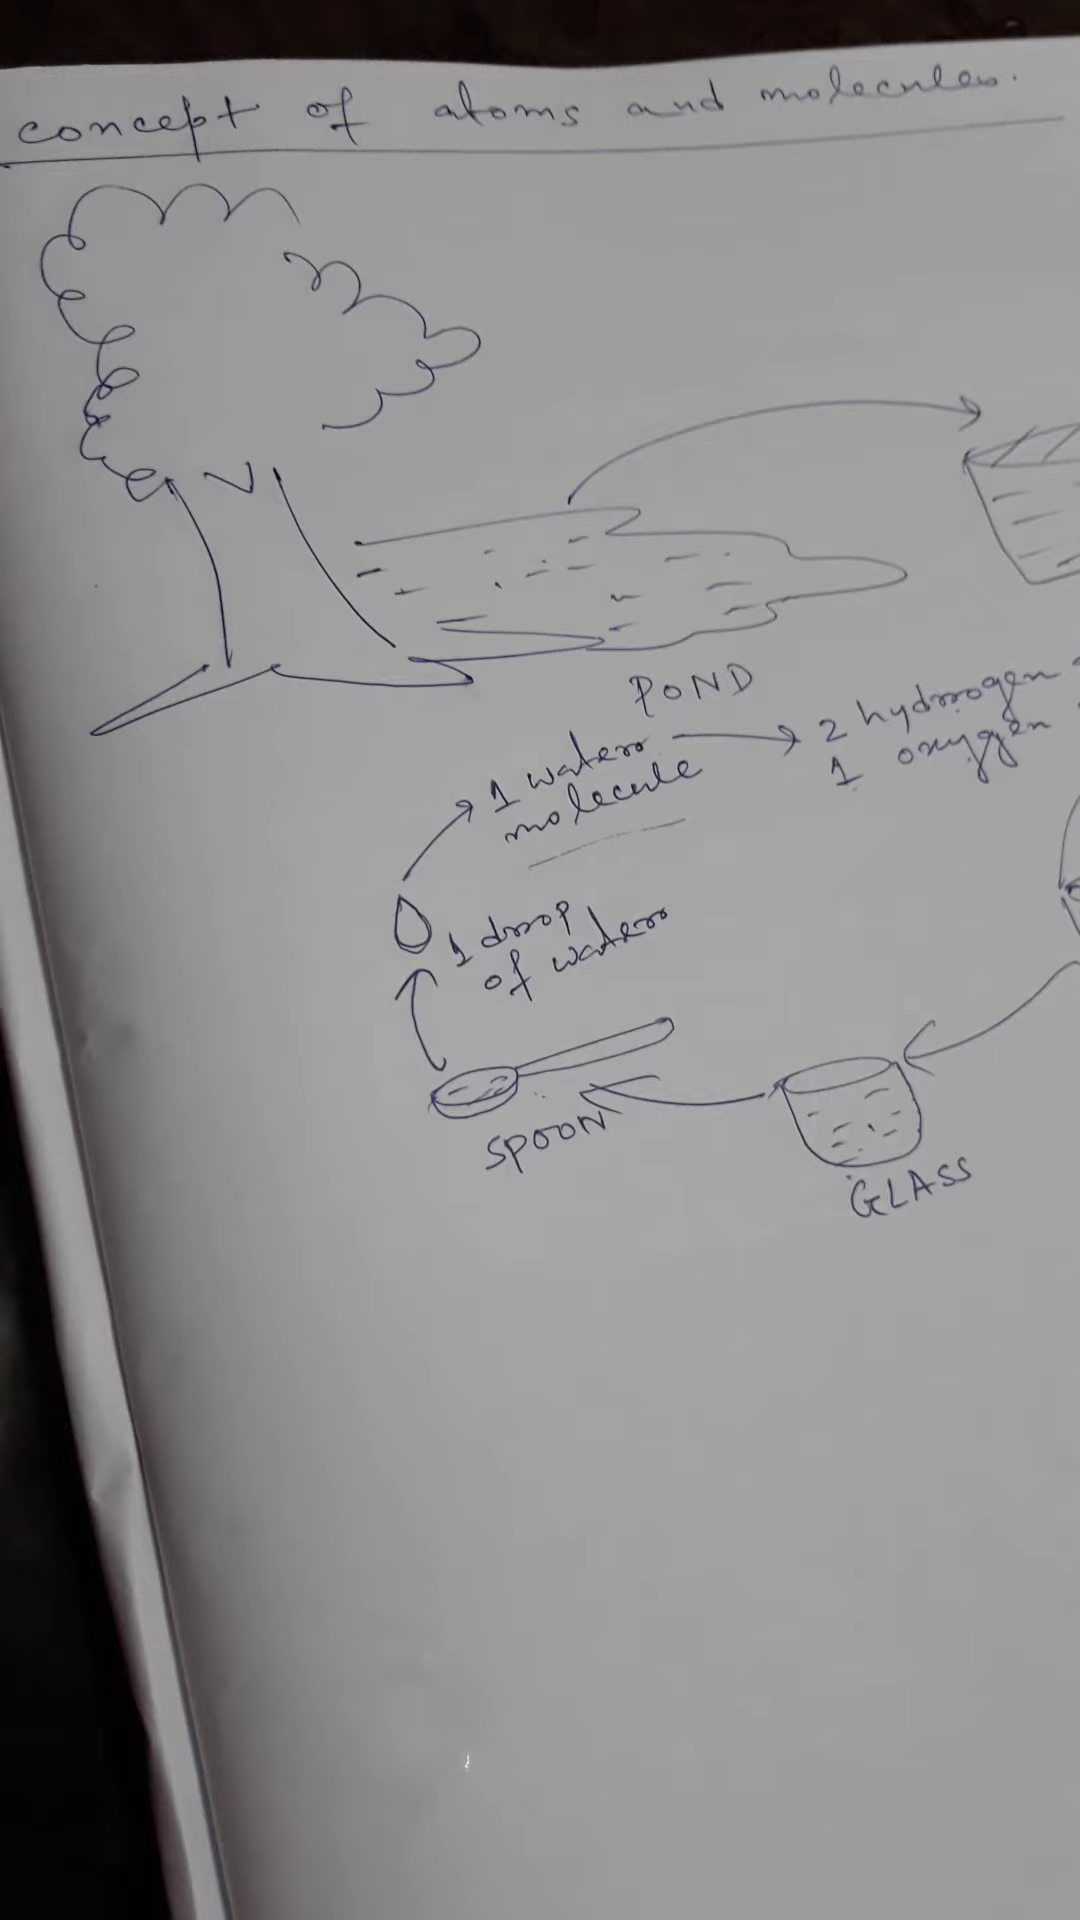 concept of atoms and molecules.
POND
1 water
molecule
2 hydrogen
1 oxygen
1 drop
of water
SPOON
GLASS